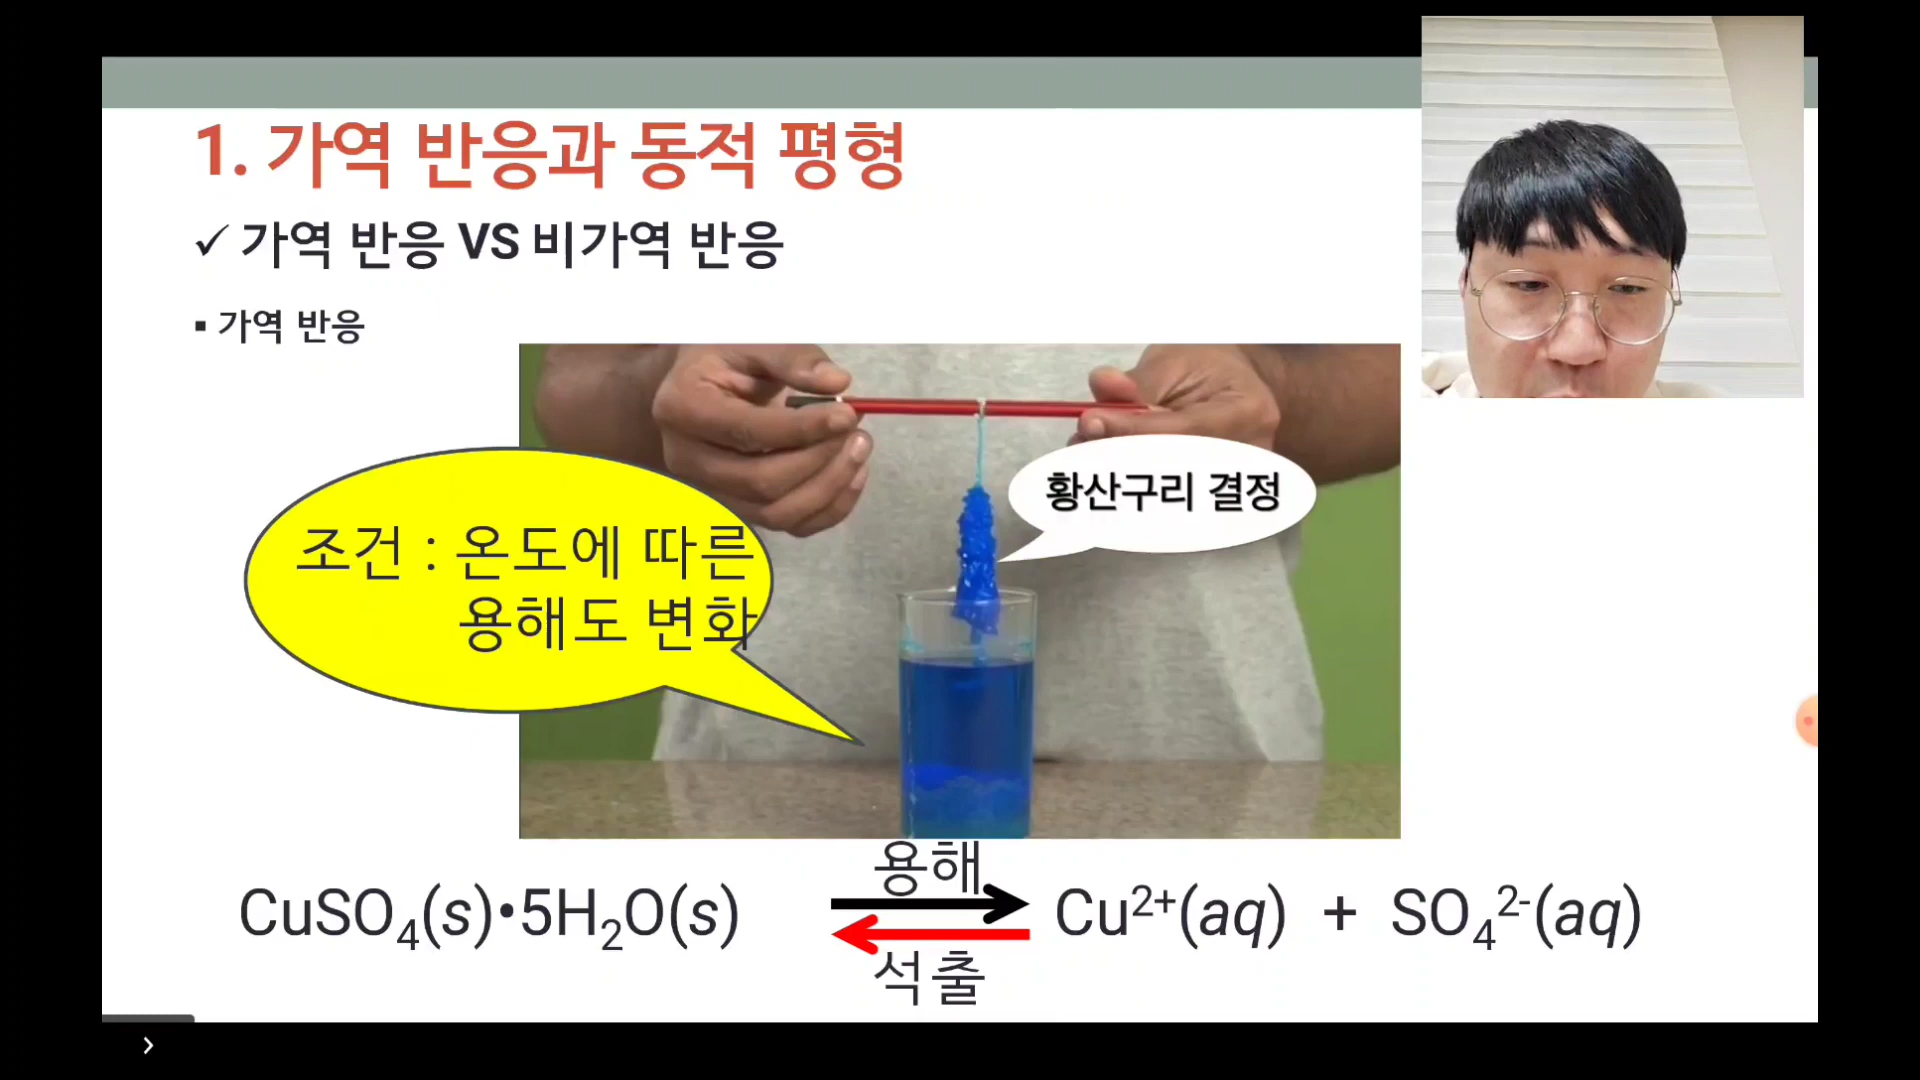 1. 가역 반응과 동적 평형
✓ 가역 반응 VS 비가역 반응
▪ 가역 반응
황산구리 결정
조건 : 온도에 따른
용해도 변화
용해
CuSO₄(s)•5H₂O(s) Cu²⁺(aq) + SO₄²⁻(aq)
석출